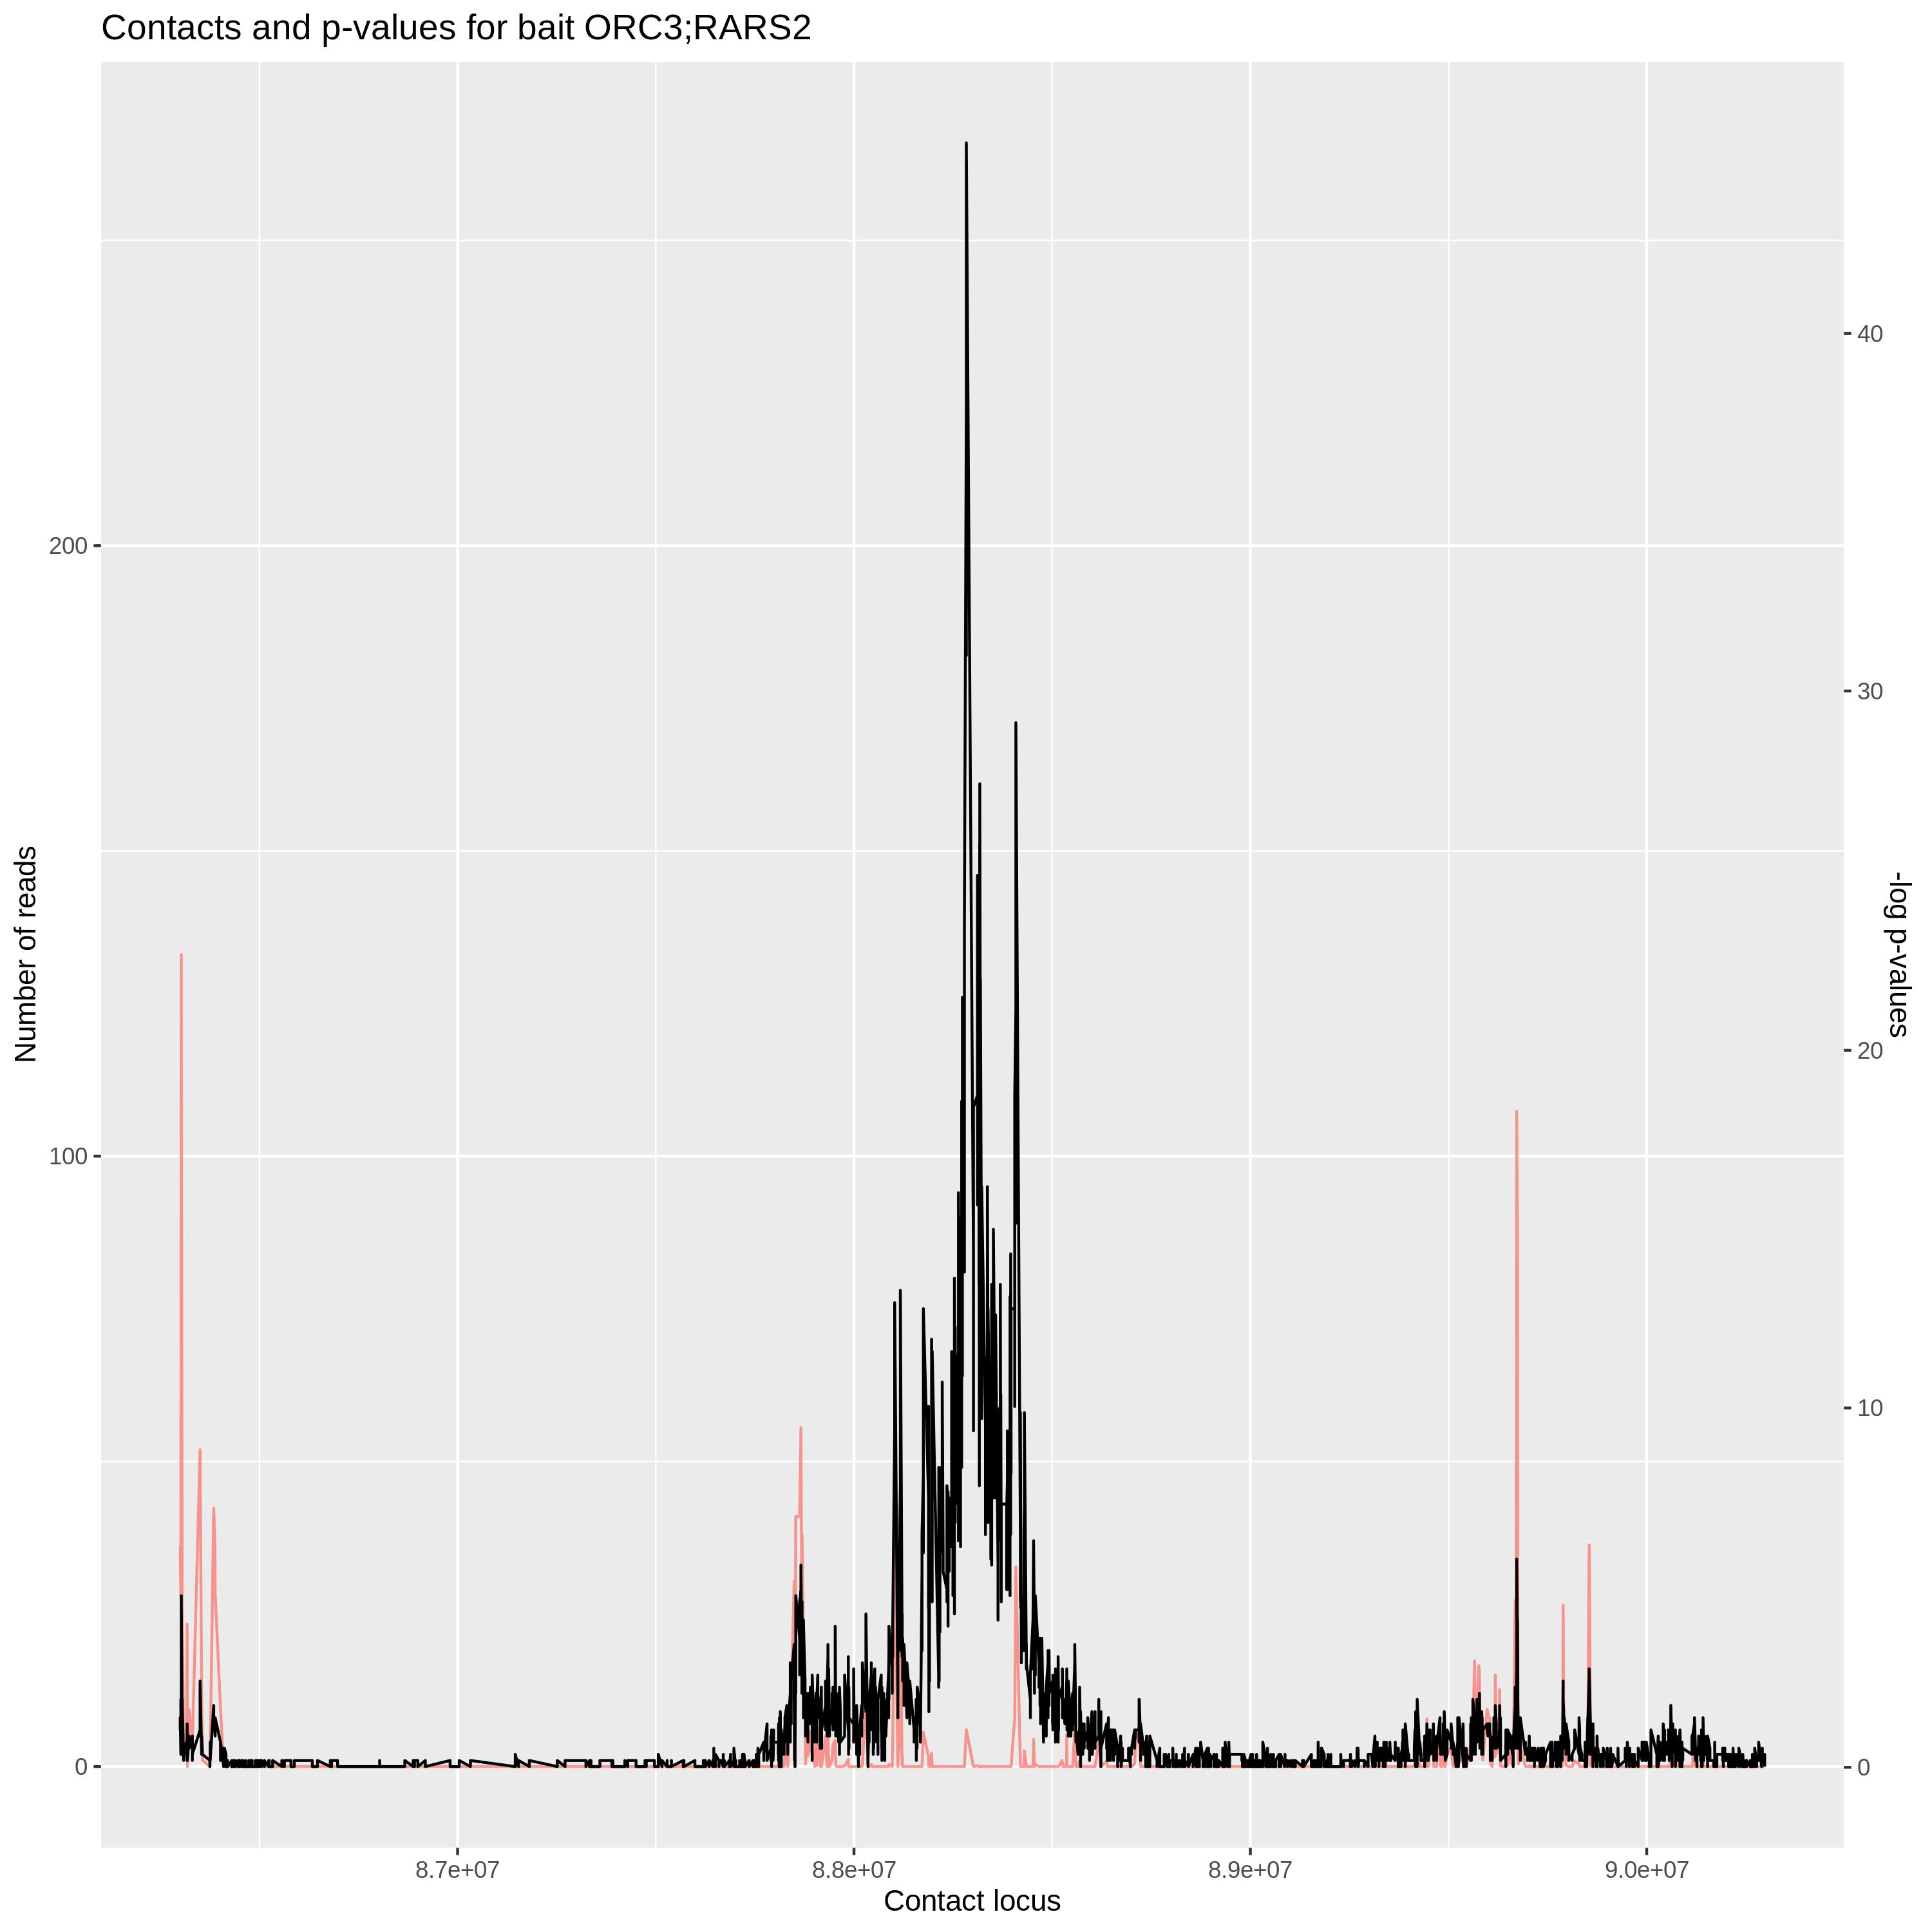 Contacts and p-values for bait ORC3;RARS2
Number of reads
200
100
0
40
30
20
10
0
-log p-values
8.7e+07
8.8e+07
8.9e+07
9.0e+07
Contact locus